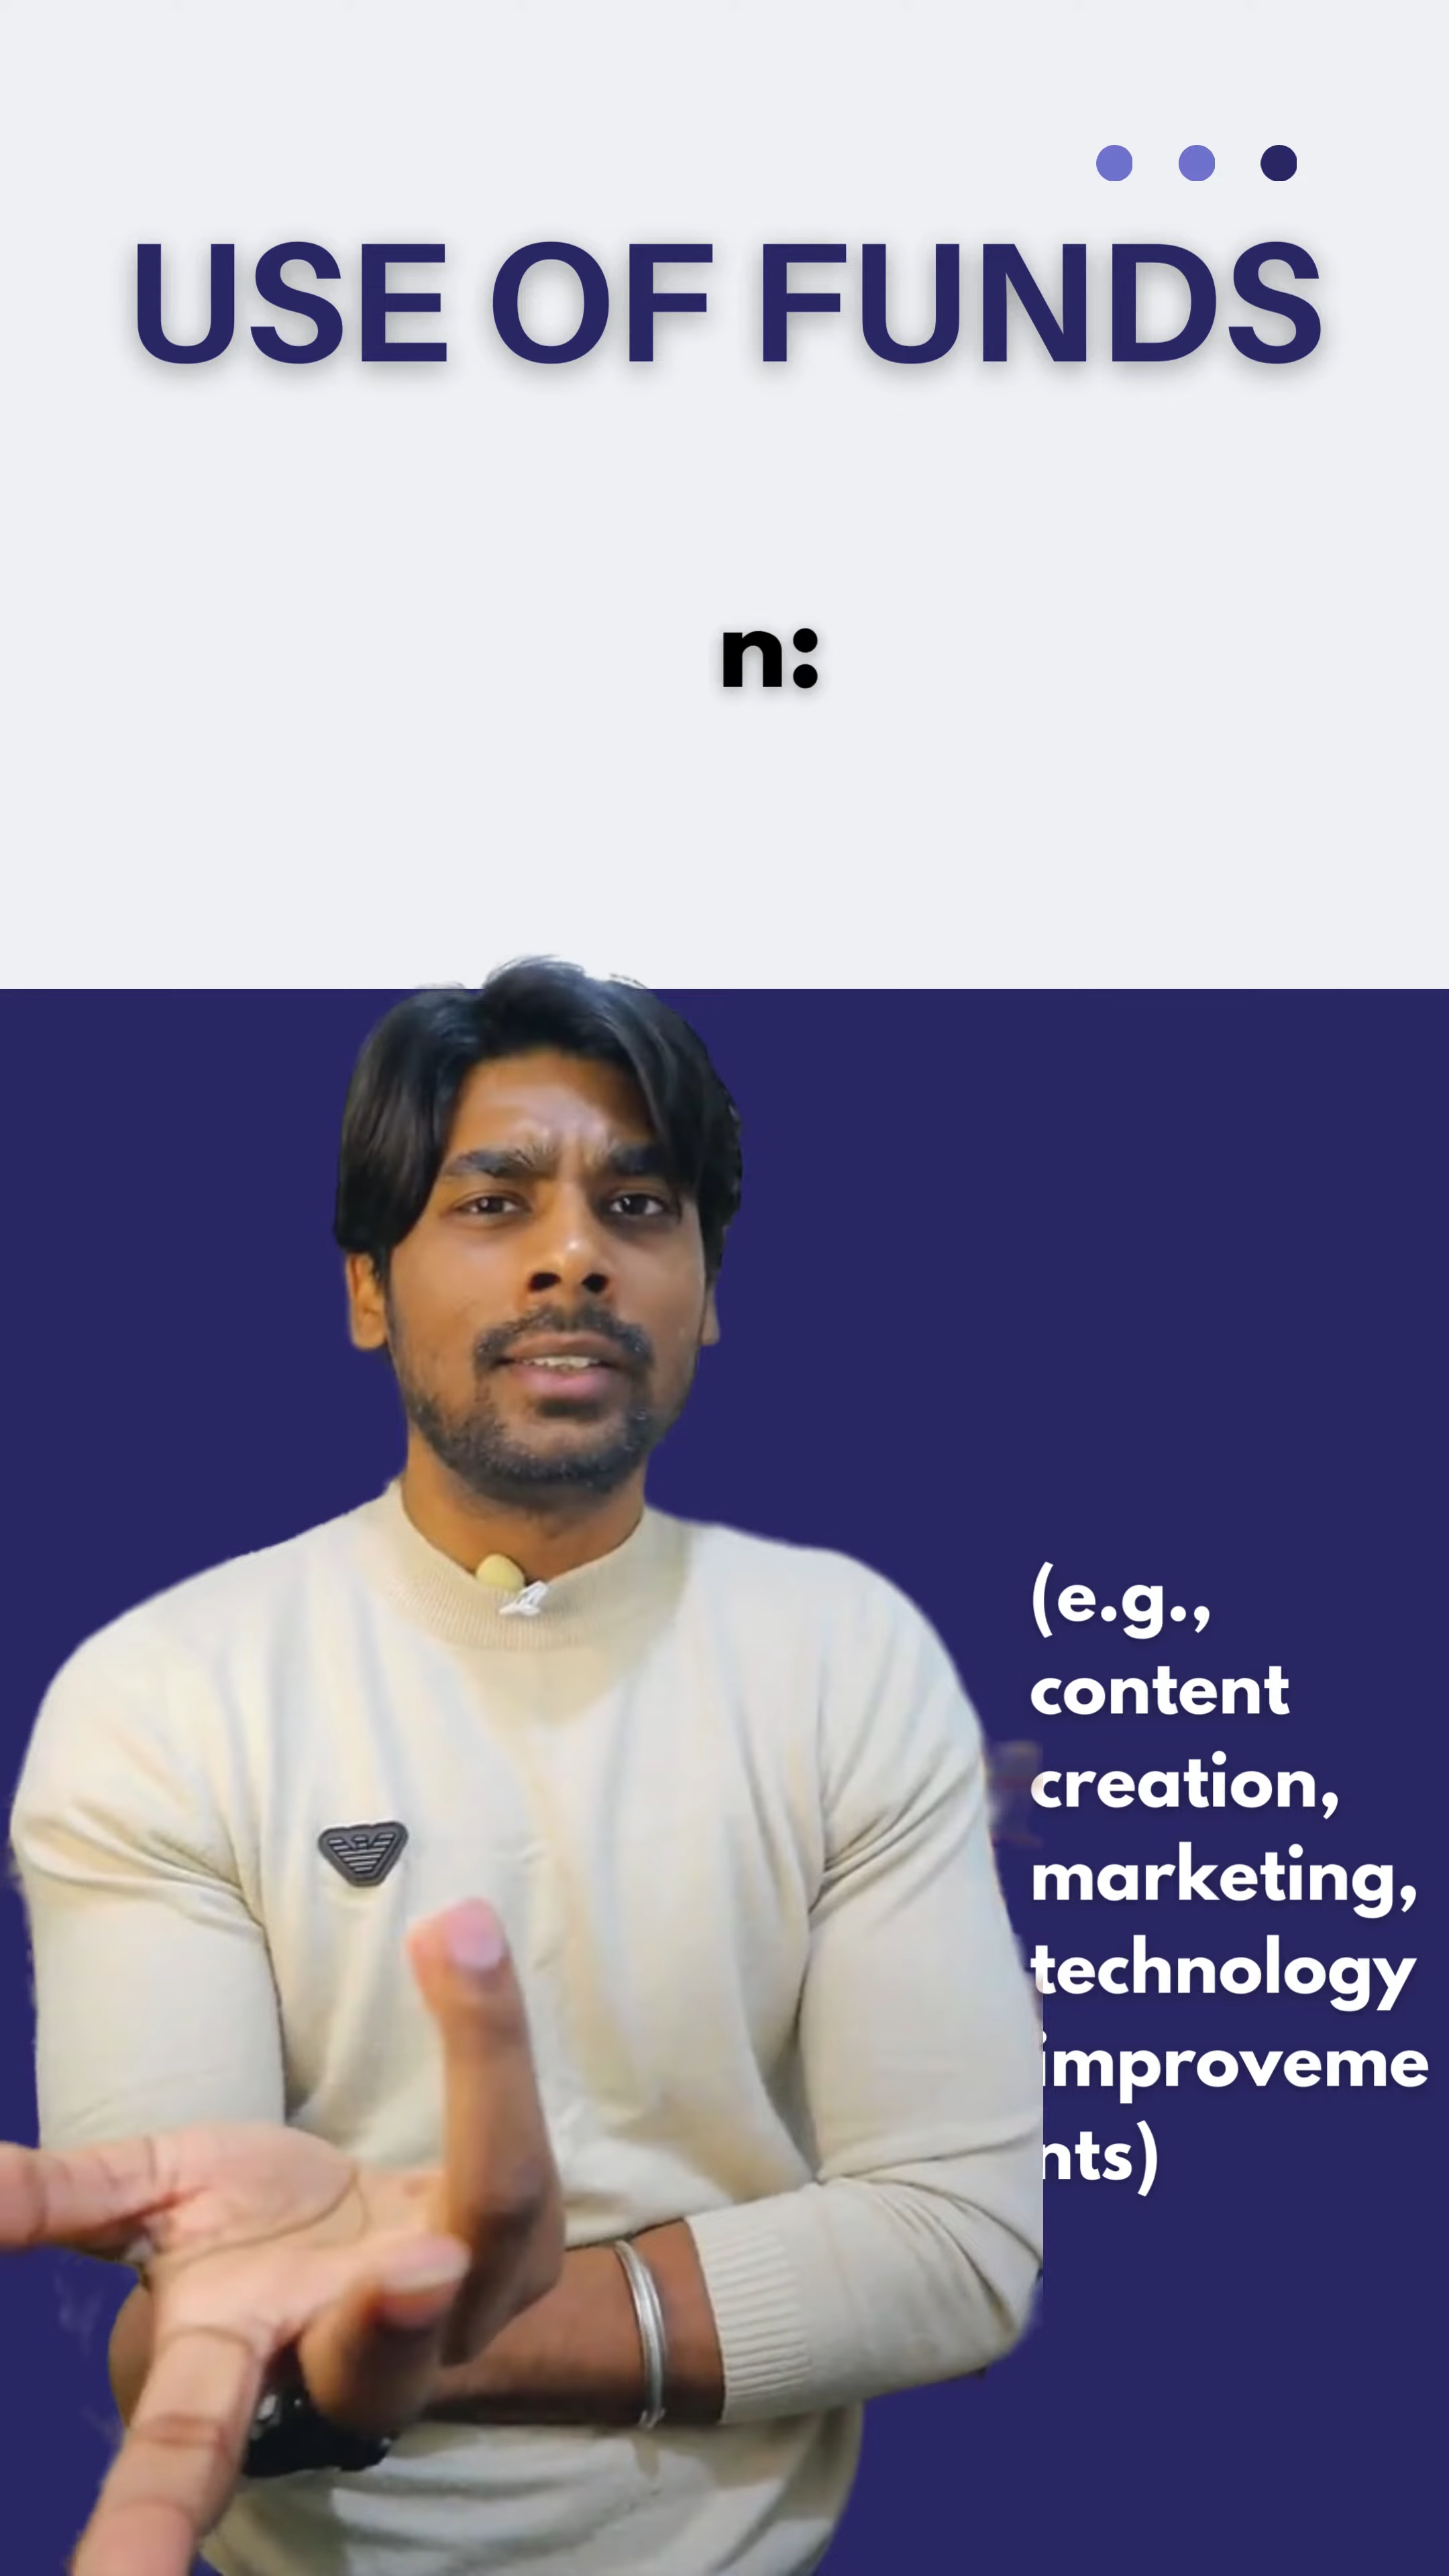 USE OF FUNDS
n:
(e.g.,
content
creation,
marketing,
technology
improveme
nts)